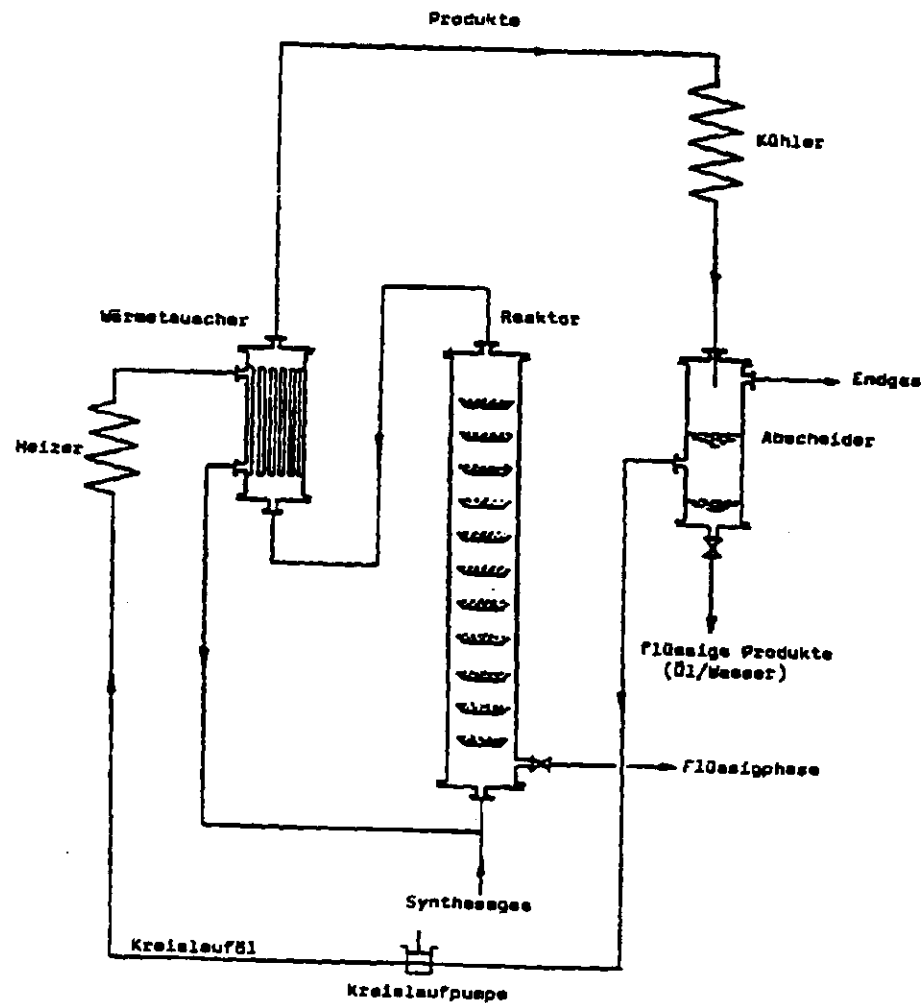 Produkte
Kühler
Wärmetauscher
Reaktor
Endgas
Heizer
Abscheider
flüssige Produkte
(Öl/Wasser)
Flüssigphase
Synthesegas
Kreislauföl
Kreislaufpumpe